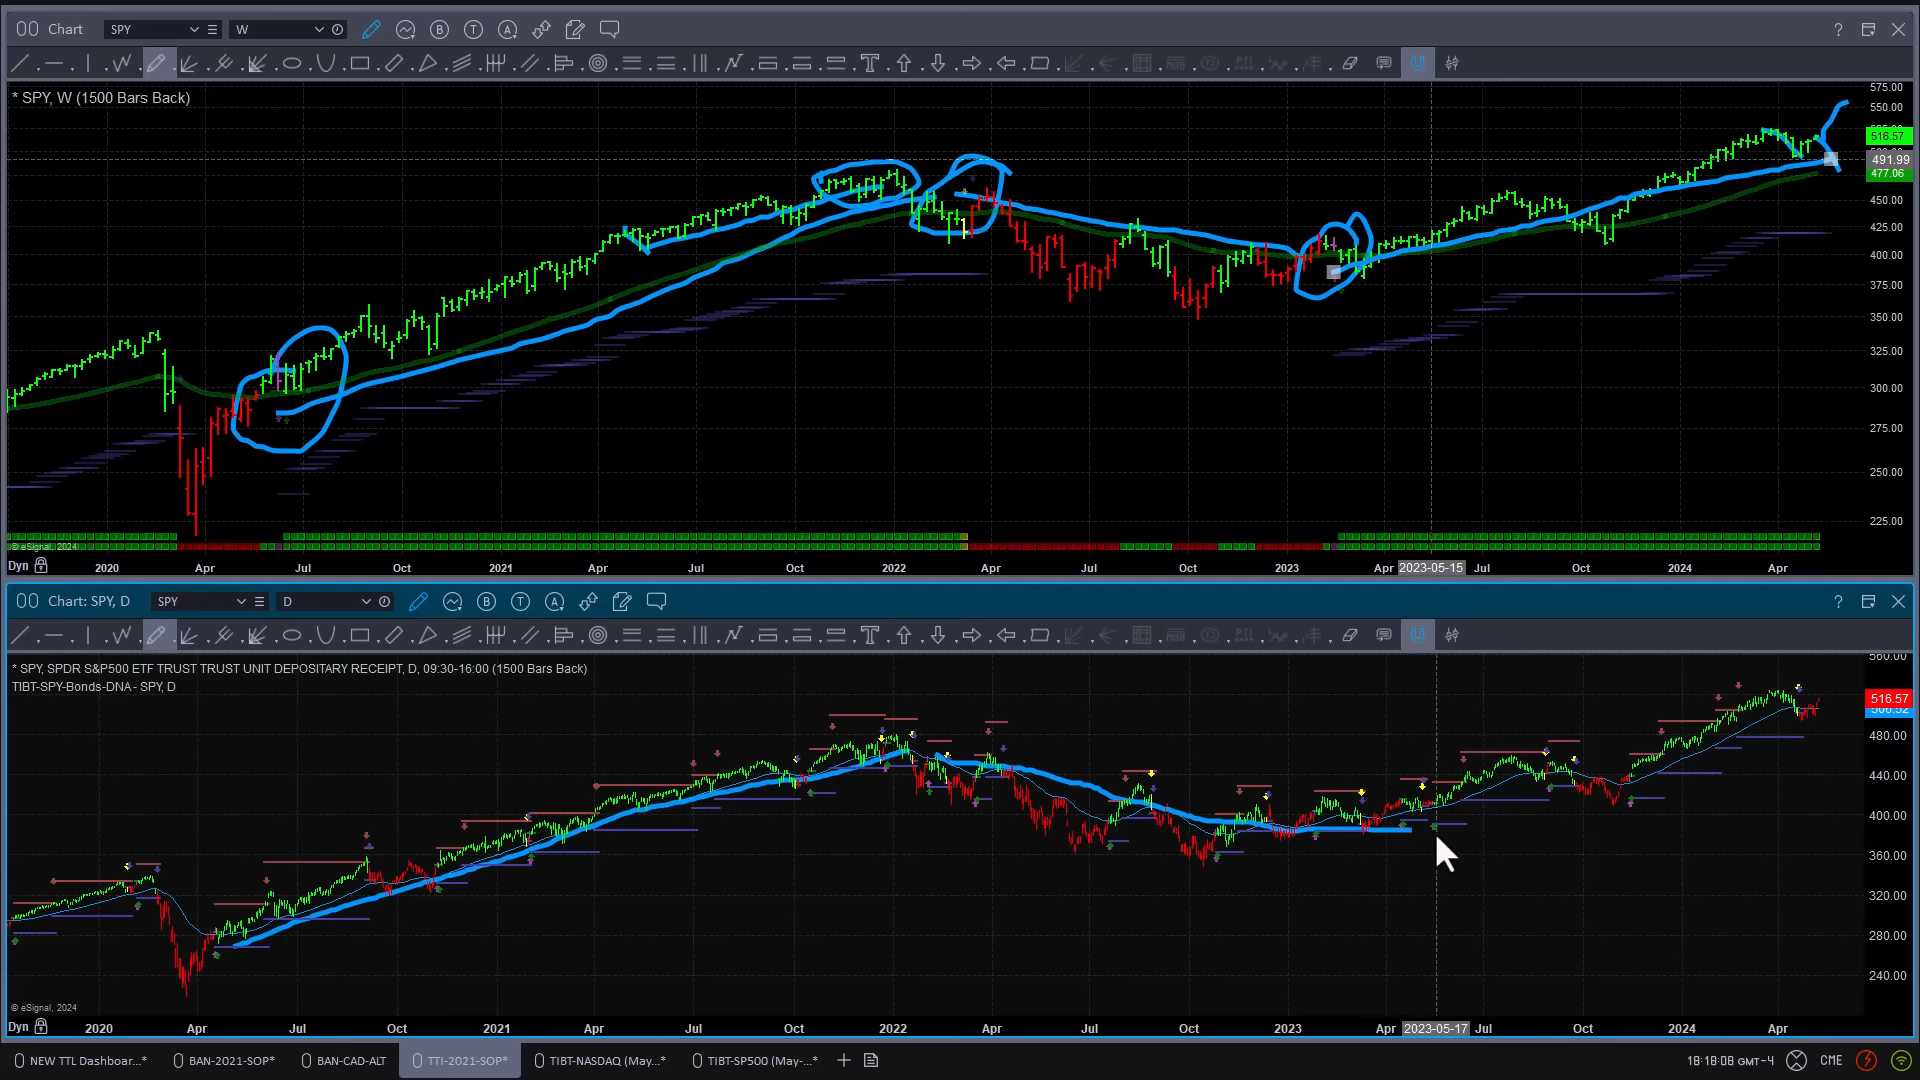 Chart SPY W
* SPY, W (1500 Bars Back)
575.00
550.00
516.57
491.99
477.06
450.00
425.00
400.00
375.00
350.00
325.00
300.00
275.00
250.00
225.00
© eSignal, 2024
Dyn 2020 Apr Jul Oct 2021 Apr Jul Oct 2022 Apr Jul Oct 2023 Apr 2023-05-15 Jul Oct 2024 Apr
Chart: SPY, D SPY D
* SPY, SPDR S&P500 ETF TRUST TRUST UNIT DEPOSITARY RECEIPT, D, 09:30-16:00 (1500 Bars Back)
TIBT-SPY-Bonds-DNA - SPY, D
560.00
516.57
480.00
440.00
400.00
360.00
320.00
280.00
240.00
© eSignal, 2024
Dyn 2020 Apr Jul Oct 2021 Apr Jul Oct 2022 Apr Jul Oct 2023 Apr 2023-05-17 Jul Oct 2024 Apr
NEW TTL Dashboar...* BAN-2021-SOP* BAN-CAD-ALT TTI-2021-SOP* TIBT-NASDAQ (May...* TIBT-SP500 (May-...* 18:18:08 GMT-4 CME